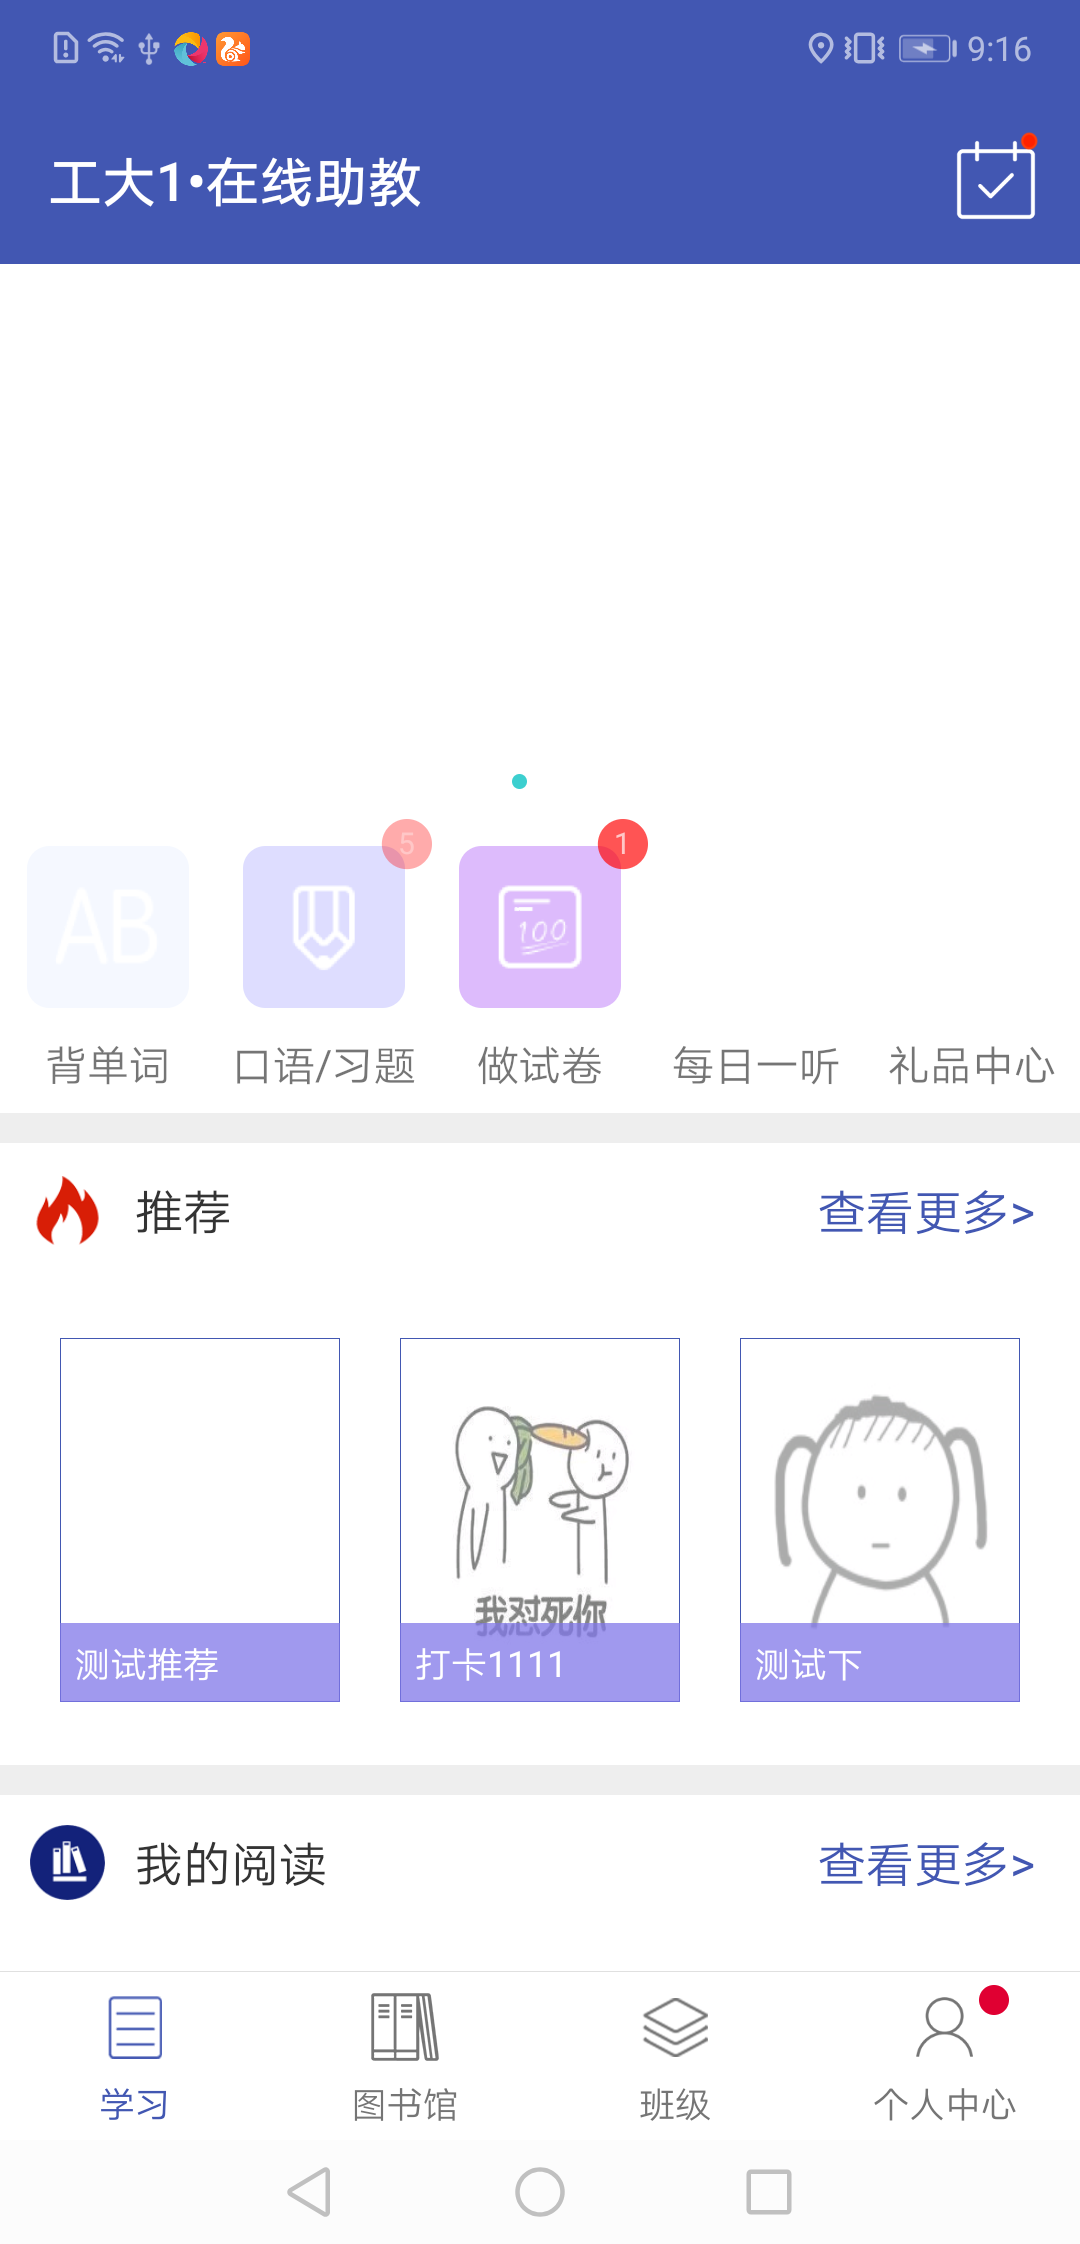 9:16
工大1•在线助教
5
1
AB
100
背单词
口语/习题
做试卷
每日一听
礼品中心
推荐
查看更多>
我怼死你
测试推荐
打卡1111
测试下
我的阅读
查看更多>
学习
图书馆
班级
个人中心